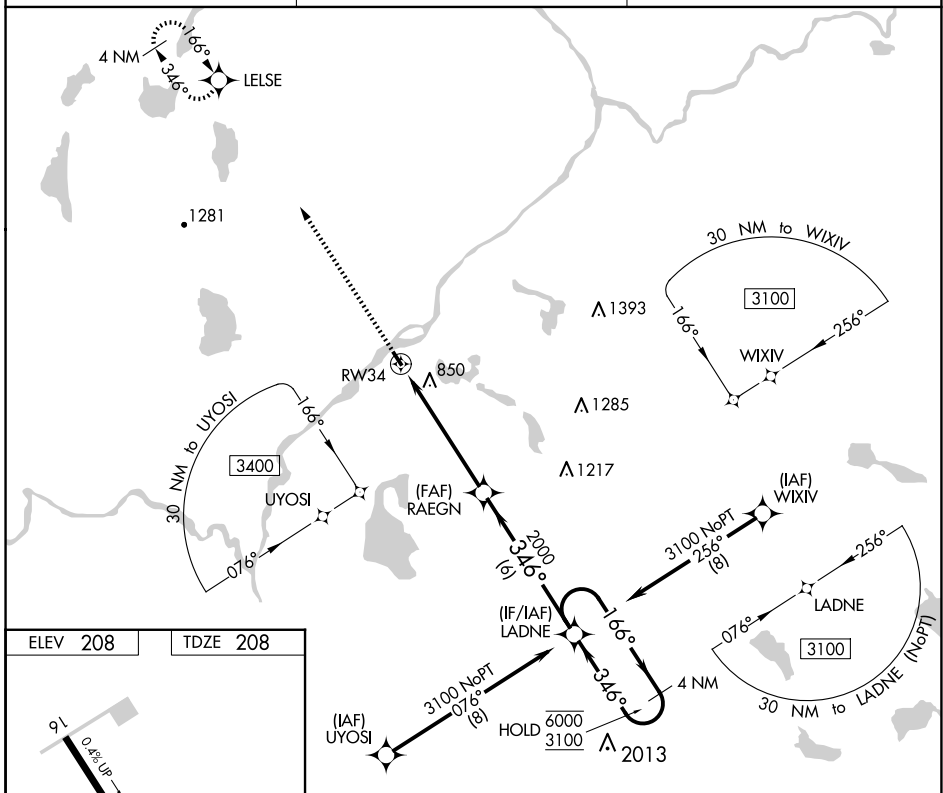 166°
4 NM
346°
LELSE
1281
30 NM to WIXIV
3100
166°
256°
WIXIV
1393
RW34
850
1285
30 NM to UYOSI
166°
3400
UYOSI
076°
1217
(FAF)
RAEGN
(IAF)
WIXIV
3100 NoPT
256°
(8)
2000
346°
(6)
(IF/IAF)
LADNE
166°
346°
4 NM
HOLD 6000
3100
2013
256°
LADNE
076°
3100
30 NM to LADNE (NoPT)
3100 NoPT
076°
(8)
(IAF)
UYOSI
ELEV 208
TDZE 208
16
0.4% UP